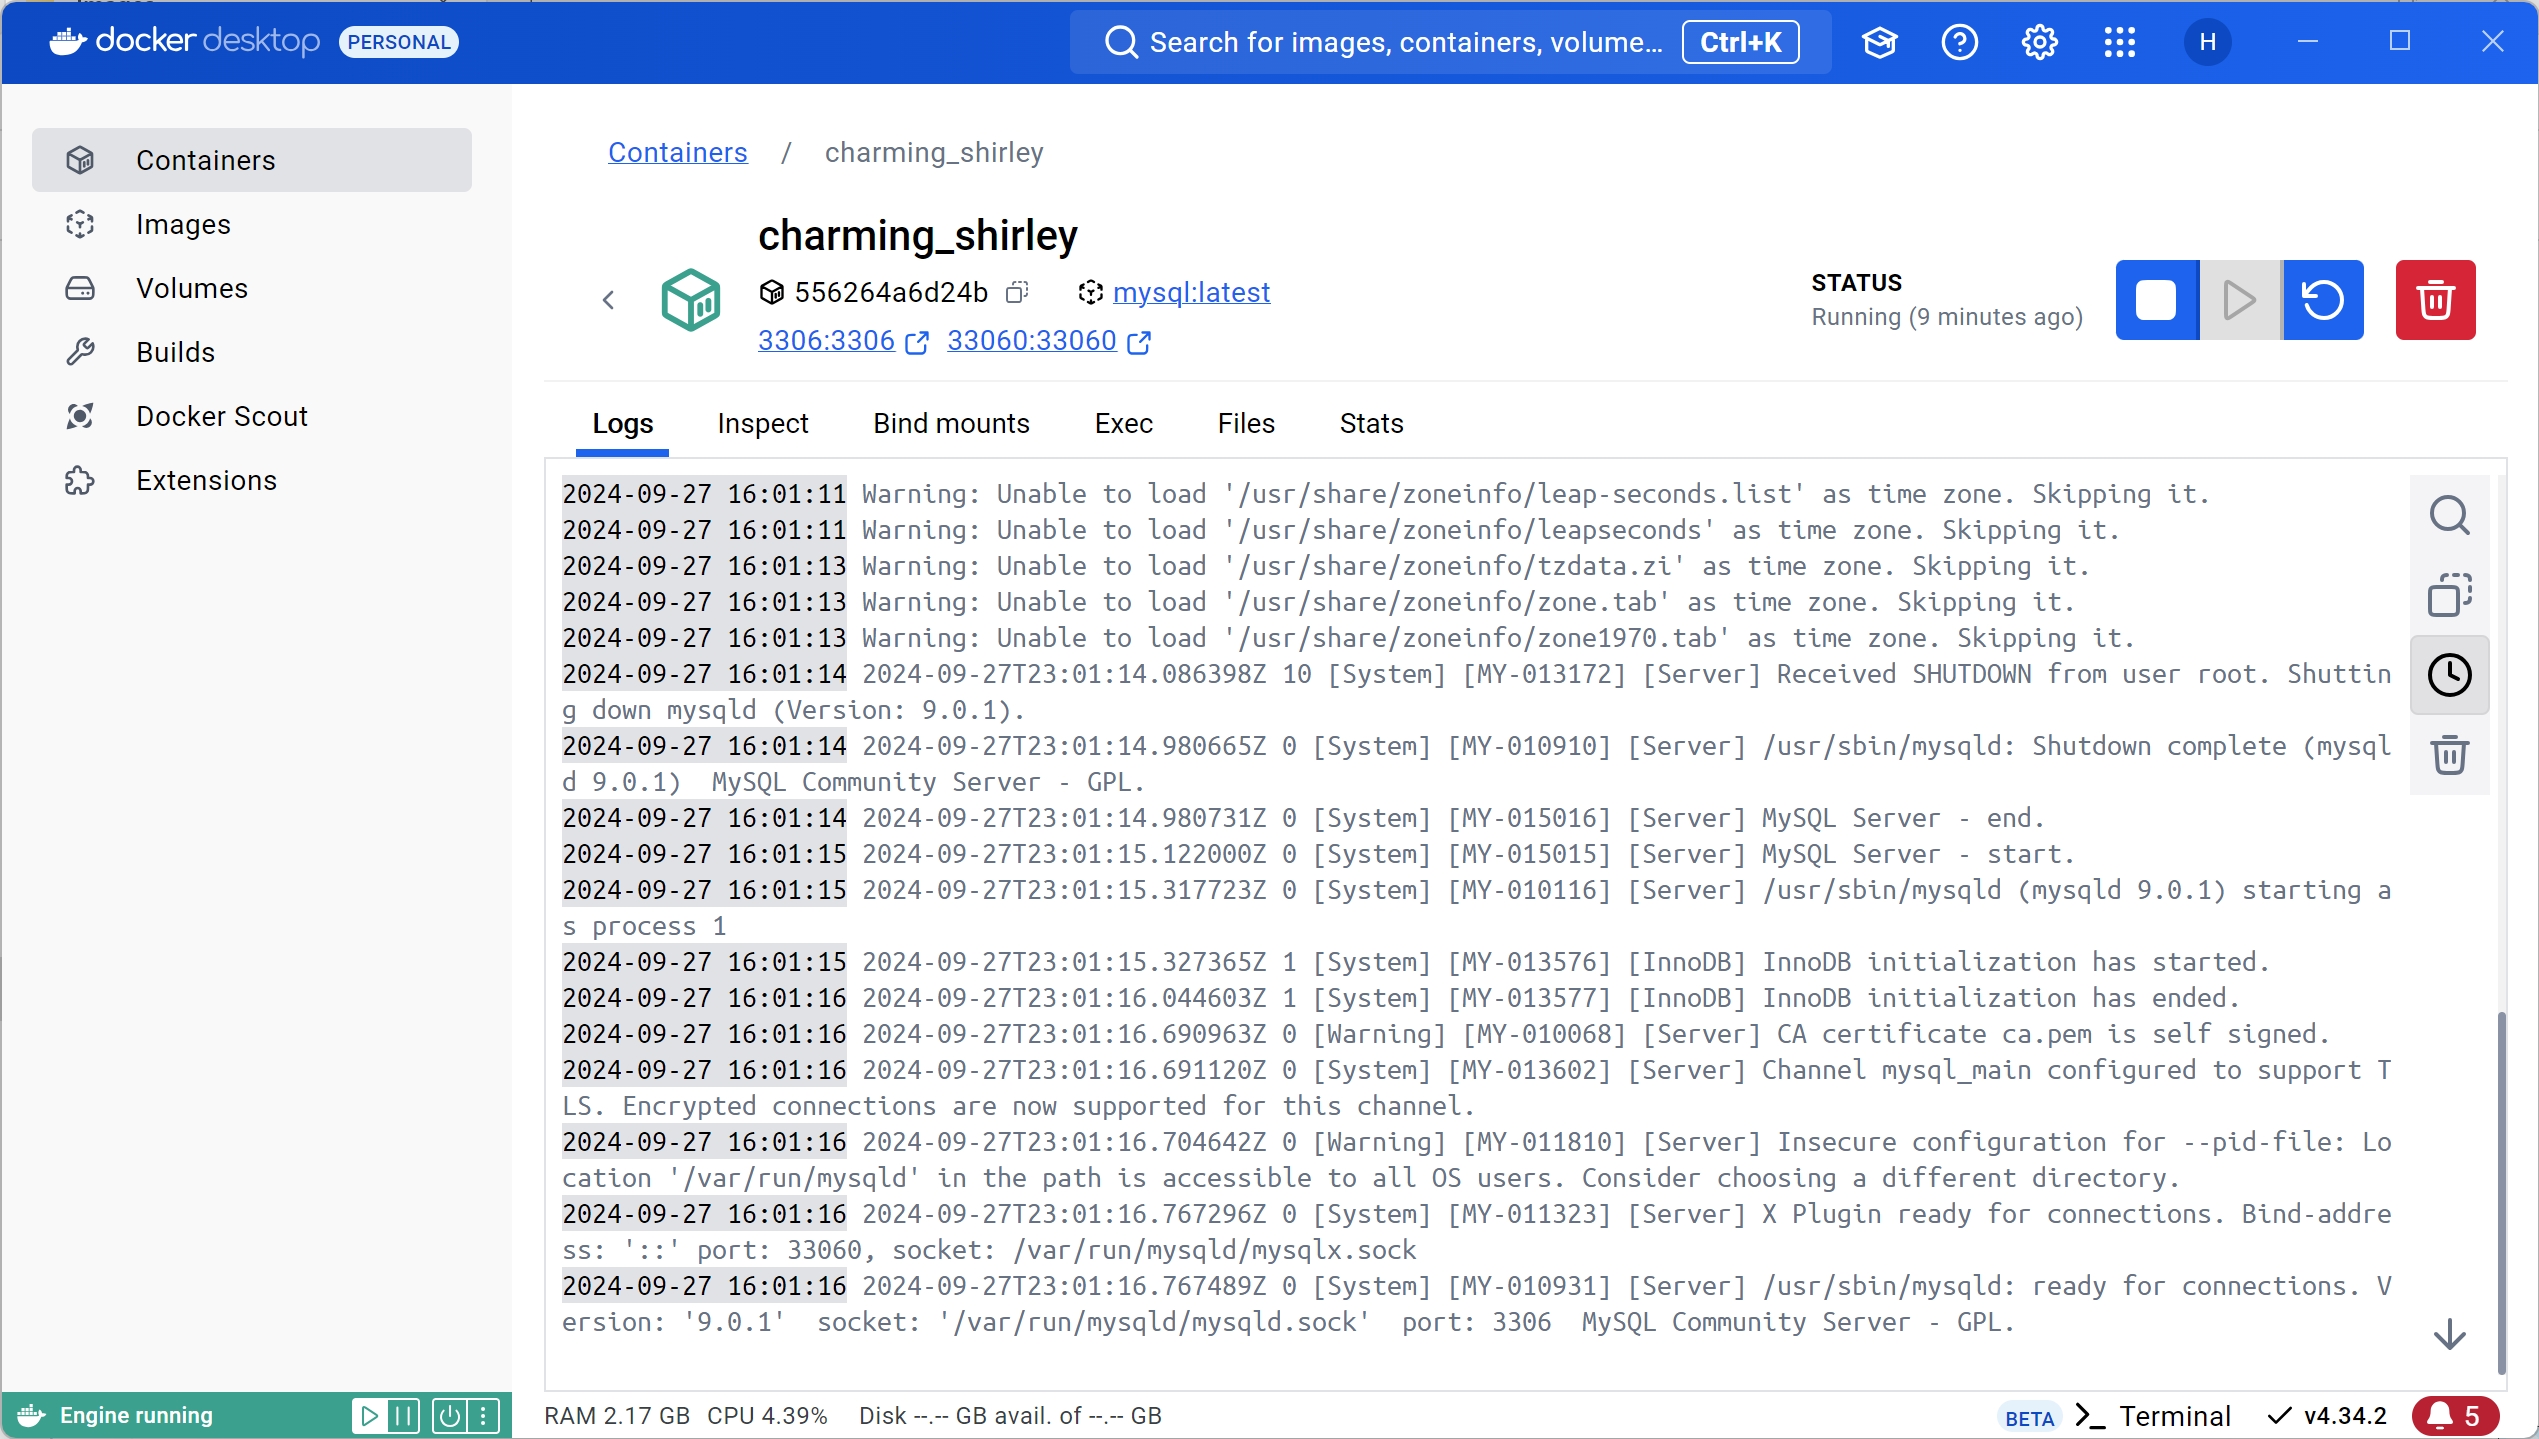 docker desktop PERSONAL
Search for images, containers, volume... Ctrl+K
H
Containers
Images
Volumes
Builds
Docker Scout
Extensions
Containers / charming_shirley
charming_shirley
556264a6d24b mysql:latest
3306:3306 33060:33060
STATUS
Running (9 minutes ago)
Logs Inspect Bind mounts Exec Files Stats
2024-09-27 16:01:11 Warning: Unable to load '/usr/share/zoneinfo/leap-seconds.list' as time zone. Skipping it.
2024-09-27 16:01:11 Warning: Unable to load '/usr/share/zoneinfo/leapseconds' as time zone. Skipping it.
2024-09-27 16:01:13 Warning: Unable to load '/usr/share/zoneinfo/tzdata.zi' as time zone. Skipping it.
2024-09-27 16:01:13 Warning: Unable to load '/usr/share/zoneinfo/zone.tab' as time zone. Skipping it.
2024-09-27 16:01:13 Warning: Unable to load '/usr/share/zoneinfo/zone1970.tab' as time zone. Skipping it.
2024-09-27 16:01:14 2024-09-27T23:01:14.086398Z 10 [System] [MY-013172] [Server] Received SHUTDOWN from user root. Shuttin
g down mysqld (Version: 9.0.1).
2024-09-27 16:01:14 2024-09-27T23:01:14.980665Z 0 [System] [MY-010910] [Server] /usr/sbin/mysqld: Shutdown complete (mysql
d 9.0.1)  MySQL Community Server - GPL.
2024-09-27 16:01:14 2024-09-27T23:01:14.980731Z 0 [System] [MY-015016] [Server] MySQL Server - end.
2024-09-27 16:01:15 2024-09-27T23:01:15.122000Z 0 [System] [MY-015015] [Server] MySQL Server - start.
2024-09-27 16:01:15 2024-09-27T23:01:15.317723Z 0 [System] [MY-010116] [Server] /usr/sbin/mysqld (mysqld 9.0.1) starting a
s process 1
2024-09-27 16:01:15 2024-09-27T23:01:15.327365Z 1 [System] [MY-013576] [InnoDB] InnoDB initialization has started.
2024-09-27 16:01:16 2024-09-27T23:01:16.044603Z 1 [System] [MY-013577] [InnoDB] InnoDB initialization has ended.
2024-09-27 16:01:16 2024-09-27T23:01:16.690963Z 0 [Warning] [MY-010068] [Server] CA certificate ca.pem is self signed.
2024-09-27 16:01:16 2024-09-27T23:01:16.691120Z 0 [System] [MY-013602] [Server] Channel mysql_main configured to support T
LS. Encrypted connections are now supported for this channel.
2024-09-27 16:01:16 2024-09-27T23:01:16.704642Z 0 [Warning] [MY-011810] [Server] Insecure configuration for --pid-file: Lo
cation '/var/run/mysqld' in the path is accessible to all OS users. Consider choosing a different directory.
2024-09-27 16:01:16 2024-09-27T23:01:16.767296Z 0 [System] [MY-011323] [Server] X Plugin ready for connections. Bind-addre
ss: '::' port: 33060, socket: /var/run/mysqld/mysqlx.sock
2024-09-27 16:01:16 2024-09-27T23:01:16.767489Z 0 [System] [MY-010931] [Server] /usr/sbin/mysqld: ready for connections. V
ersion: '9.0.1'  socket: '/var/run/mysqld/mysqld.sock'  port: 3306  MySQL Community Server - GPL.
Engine running
RAM 2.17 GB CPU 4.39% Disk --.-- GB avail. of --.-- GB
BETA Terminal v4.34.2 5